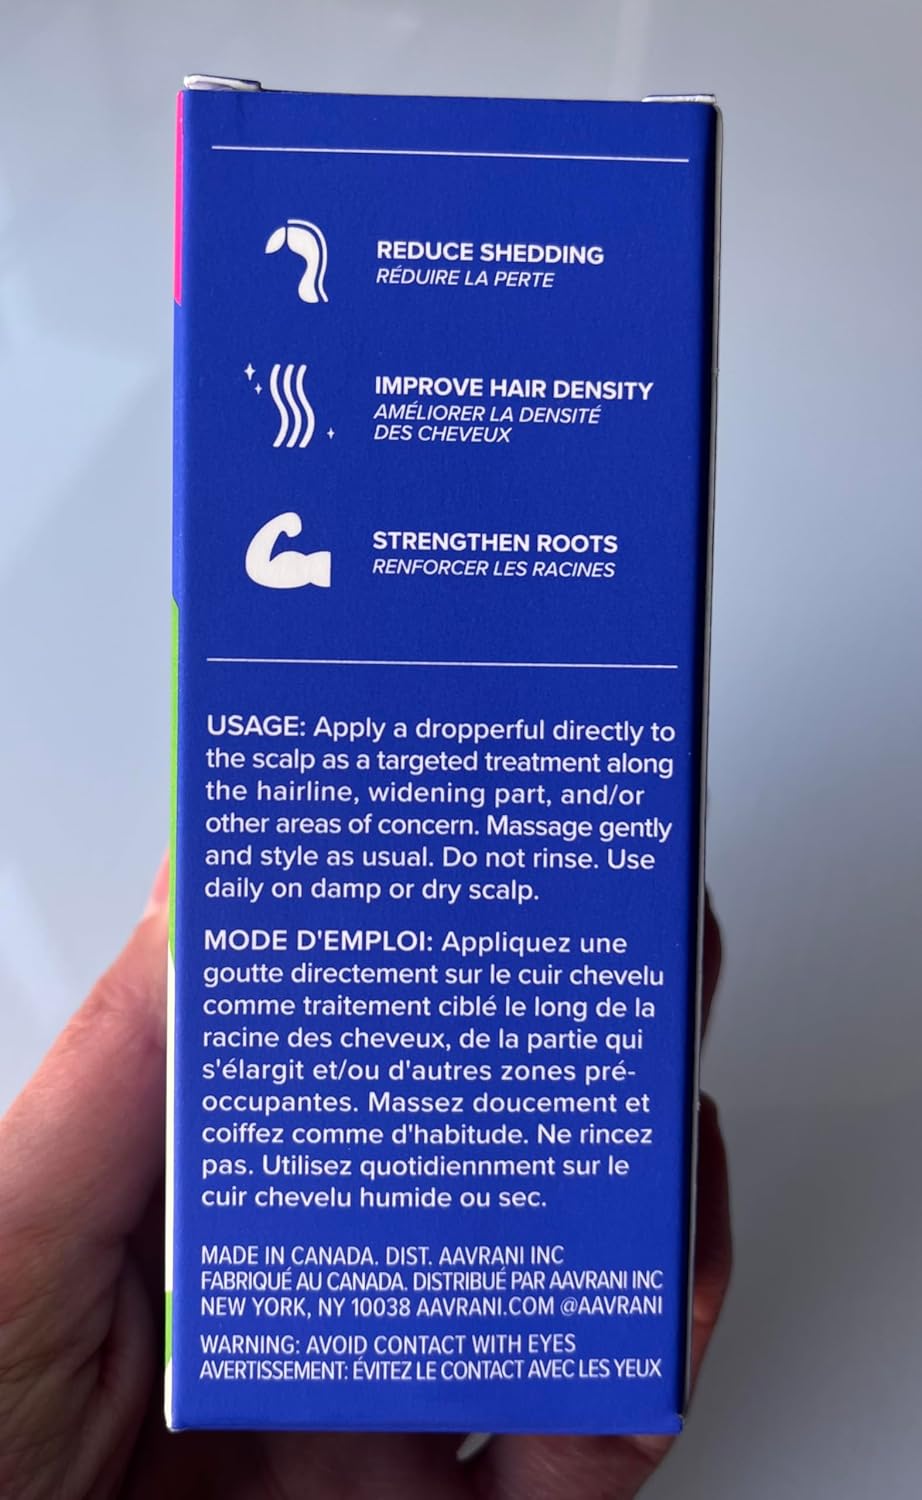 REDUCE SHEDDING
RÉDUIRE LA PERTE
IMPROVE HAIR DENSITY
AMÉLIORER LA DENSITÉ
DES CHEVEUX
STRENGTHEN ROOTS
RENFORCER LES RACINES
USAGE: Apply a dropperful directly to
the scalp as a targeted treatment along
the hairline, widening part, and/or
other areas of concern. Massage gently
and style as usual. Do not rinse. Use
daily on damp or dry scalp.
MODE D'EMPLOI: Appliquez une
goutte directement sur le cuir chevelu
comme traitement ciblé le long de la
racine des cheveux, de la partie qui
s'élargit et/ou d'autres zones pré-
occupantes. Massez doucement et
coiffez comme d'habitude. Ne rincez
pas. Utilisez quotidiennment sur le
cuir chevelu humide ou sec.
MADE IN CANADA. DIST. AAVRANI INC
FABRIQUÉ AU CANADA. DISTRIBUÉ PAR AAVRANI INC
NEW YORK, NY 10038 AAVRANI.COM @AAVRANI
WARNING: AVOID CONTACT WITH EYES
AVERTISSEMENT: ÉVITEZ LE CONTACT AVEC LES YEUX